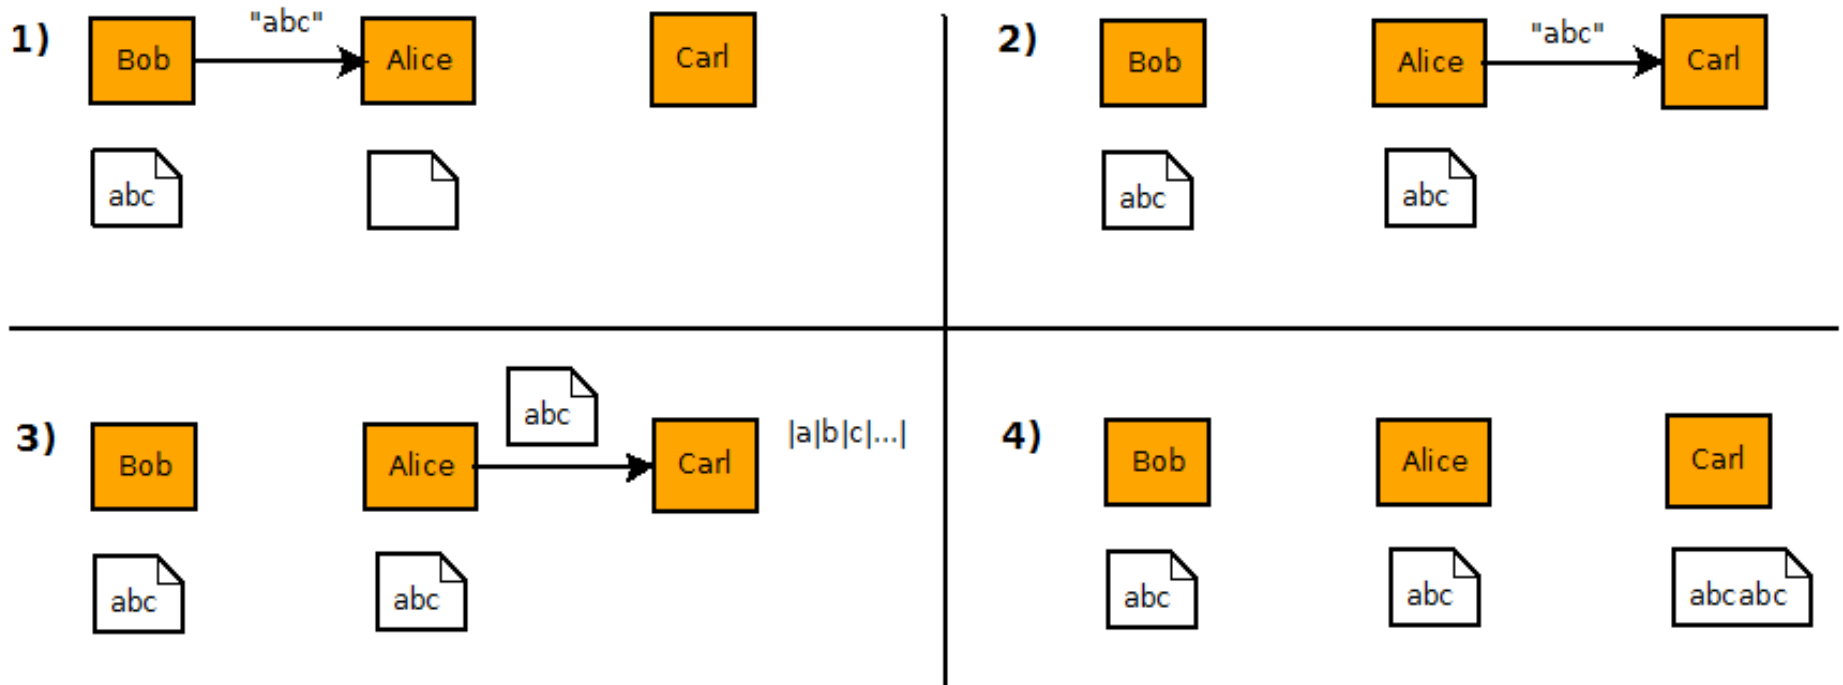 1)
Bob
"abc"
Alice
Carl
abc
2)
Bob
Alice
"abc"
Carl
abc
abc
3)
Bob
Alice
abc
Carl
|a|b|c|...|
abc
abc
4)
Bob
Alice
Carl
abc
abc
abcabc